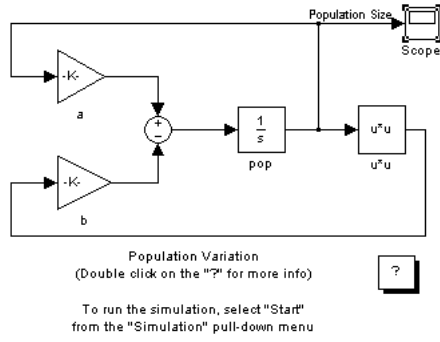 Population Size
Scope
-K-
a
+
−
1
s
pop
u*u
u*u
-K-
b
Population Variation
(Double click on the "?" for more info)
?
To run the simulation, select "Start"
from the "Simulation" pull-down menu